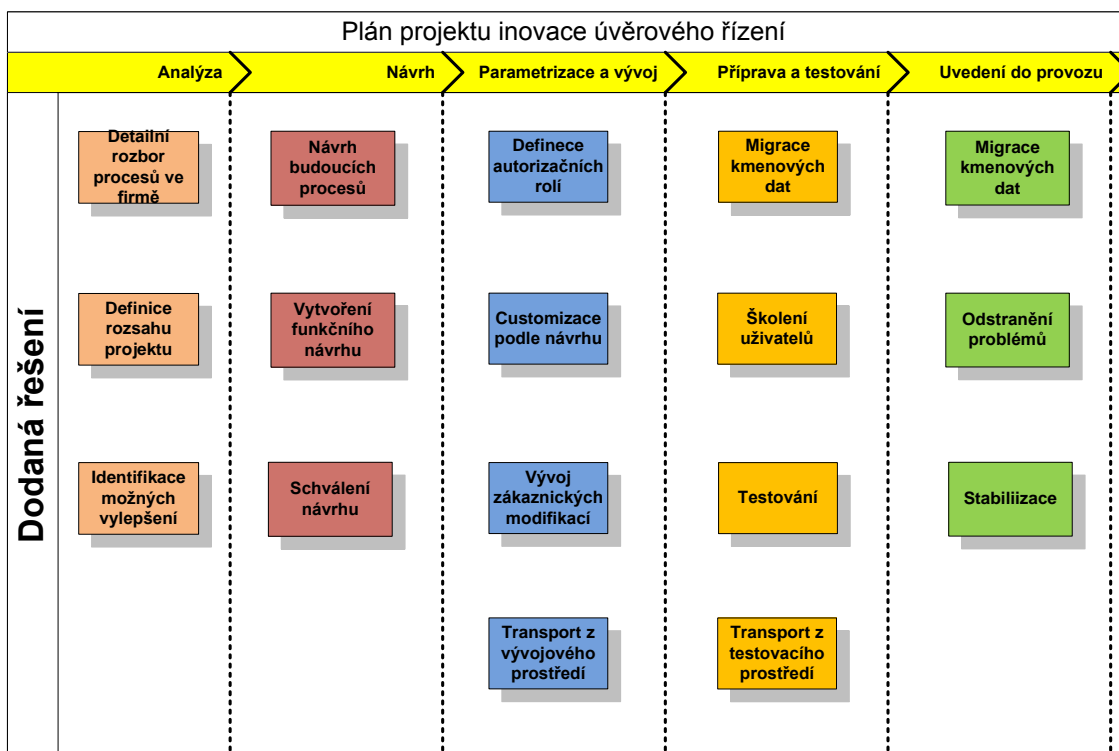 Plán projektu inovace úvěrového řízení
Analýza
Návrh
Parametrizace a vývoj
Příprava a testování
Uvedení do provozu
Dodaná řešení
Detailní
rozbor
procesů ve
firmě
Návrh
budoucích
procesů
Definece
autorizačních
rolí
Migrace
kmenových
dat
Migrace
kmenových
dat
Definice
rozsahu
projektu
Vytvoření
funkčního
návrhu
Customizace
podle návrhu
Školení
uživatelů
Odstranění
problémů
Identifikace
možných
vylepšení
Schválení
návrhu
Vývoj
zákaznických
modifikací
Testování
Stabiliizace
Transport z
vývojového
prostředí
Transport z
testovacího
prostředí